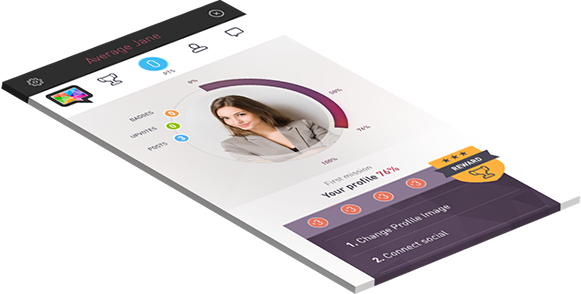 Average Jane
0
PTS
0%
50%
BADGES
UPVOTES
POSTS
76%
100%
First mission
Your profile 76%
REWARD
1. Change Profile Image
2. Connect social